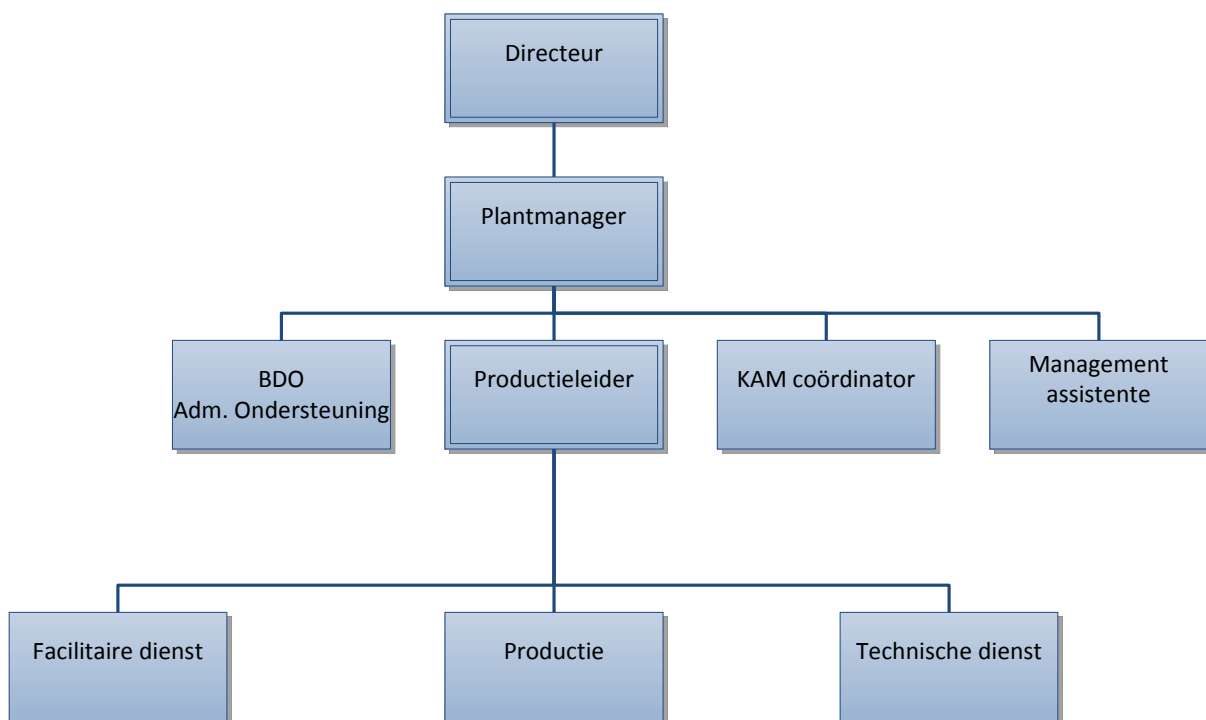 Directeur
Plantmanager
BDO
Adm. Ondersteuning
Productieleider
KAM coördinator
Management
assistente
Facilitaire dienst
Productie
Technische dienst